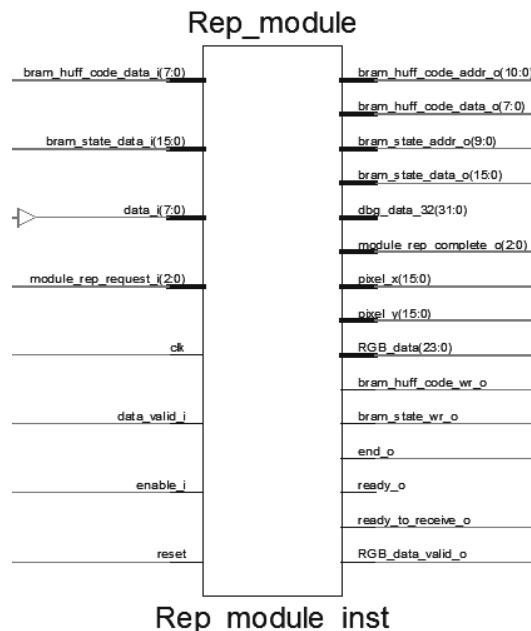 Rep_module
bram_huff_code_data_i(7:0)
bram_huff_code_addr_o(10:0)
bram_huff_code_data_o(7:0)
bram_state_data_i(15:0)
bram_state_addr_o(9:0)
bram_state_data_o(15:0)
data_i(7:0)
dbg_data_32(31:0)
module_rep_complete_o(2:0)
module_rep_request_i(2:0)
pixel_x(15:0)
pixel_y(15:0)
clk
RGB_data(23:0)
bram_huff_code_wr_o
data_valid_i
bram_state_wr_o
end_o
enable_i
ready_o
ready_to_receive_o
reset
RGB_data_valid_o
Rep_module_inst